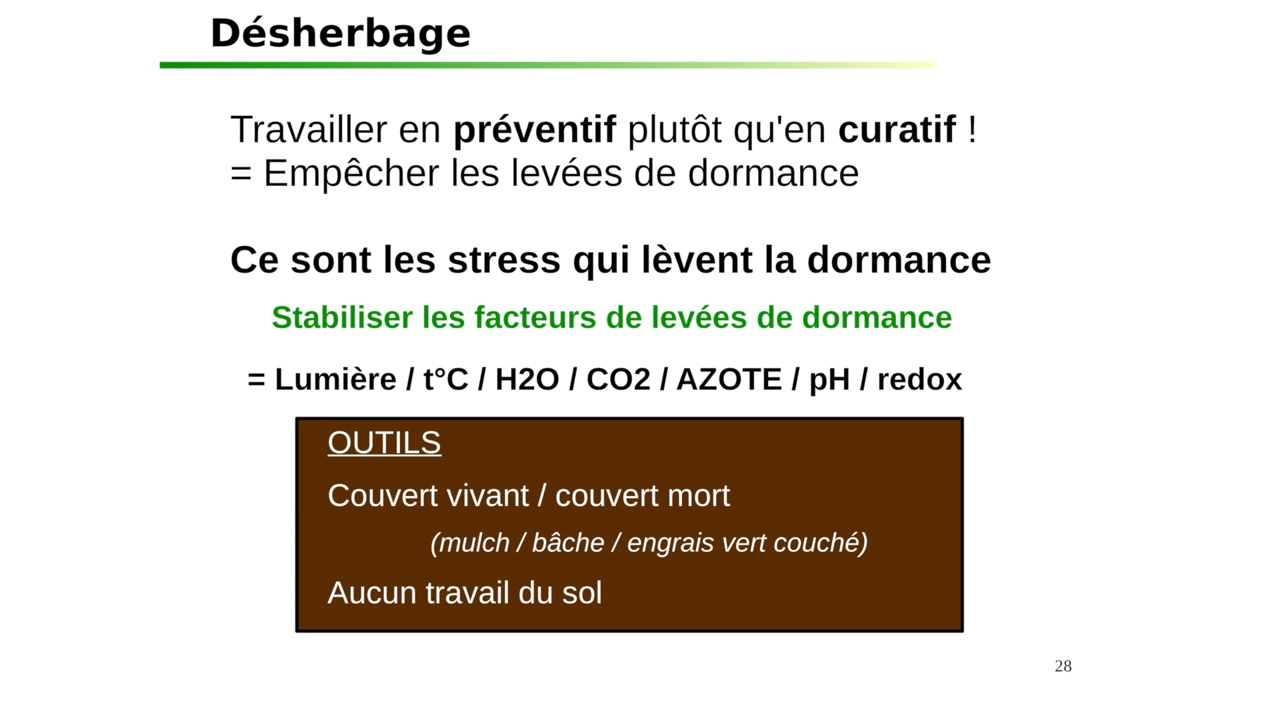 Désherbage
Travailler en préventif plutôt qu'en curatif !
= Empêcher les levées de dormance
Ce sont les stress qui lèvent la dormance
Stabiliser les facteurs de levées de dormance
= Lumière / t°C / H2O / CO2 / AZOTE / pH / redox
OUTILS
Couvert vivant / couvert mort
(mulch / bâche / engrais vert couché)
Aucun travail du sol
28